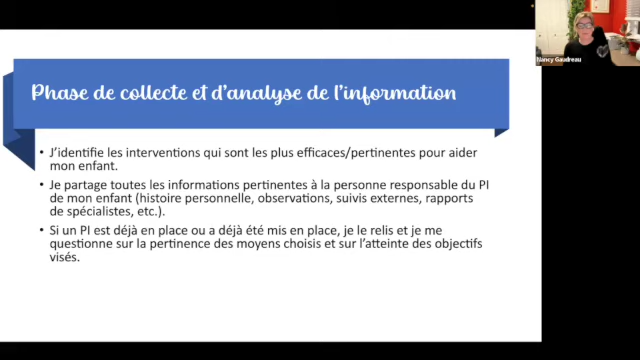 Nancy Gaudreau
Phase de collecte et d'analyse de l'information
• J'identifie les interventions qui sont les plus efficaces/pertinentes pour aider
mon enfant.
• Je partage toutes les informations pertinentes à la personne responsable du PI
de mon enfant (histoire personnelle, observations, suivis externes, rapports
de spécialistes, etc.).
• Si un PI est déjà en place ou a déjà été mis en place, je le relis et je me
questionne sur la pertinence des moyens choisis et sur l'atteinte des objectifs
visés.